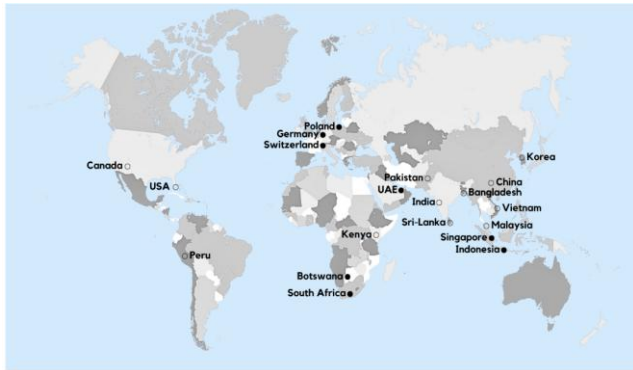 Poland
Germany
Switzerland
Korea
Canada
Pakistan
China
USA
UAE
Bangladesh
India
Vietnam
Sri-Lanka
Malaysia
Kenya
Singapore
Indonesia
Peru
Botswana
South Africa